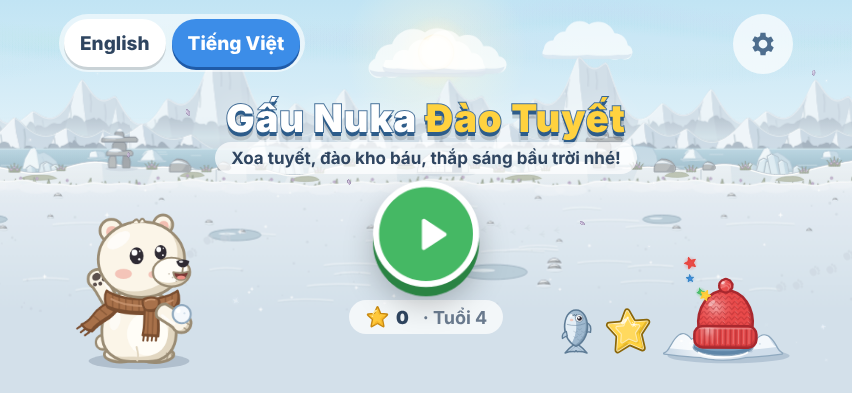 English
Tiếng Việt
Gấu Nuka Đào Tuyết
Xoa tuyết, đào kho báu, thắp sáng bầu trời nhé!
0 · Tuổi 4